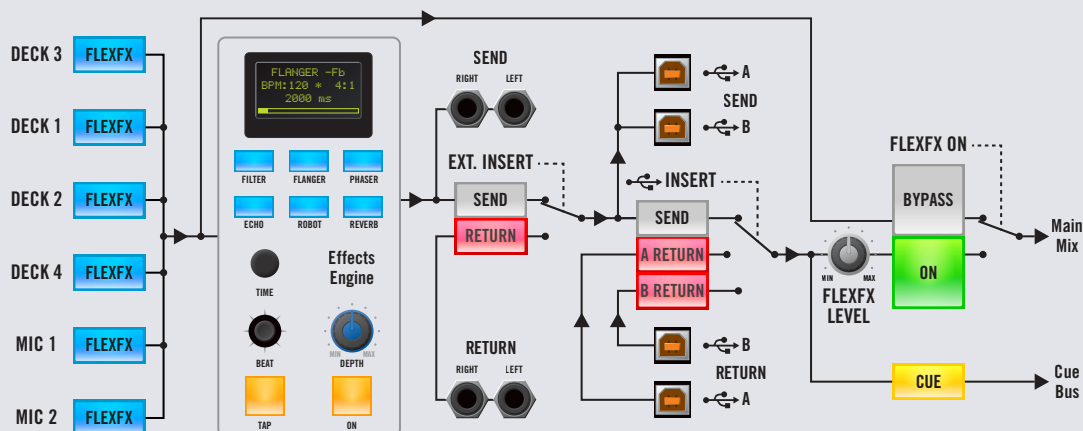 DECK 3 FLEXFX
DECK 1 FLEXFX
DECK 2 FLEXFX
DECK 4 FLEXFX
MIC 1 FLEXFX
MIC 2 FLEXFX
FLANGER -Fb
BPM:120 * 4:1
2000 ms
FILTER FLANGER PHASER
ECHO ROBOT REVERB
TIME
Effects
Engine
BEAT
MIN MAX
DEPTH
TAP ON
SEND
RIGHT LEFT
EXT. INSERT
SEND
RETURN
RETURN
RIGHT LEFT
A
SEND
B
INSERT
SEND
A RETURN
B RETURN
B
RETURN
A
MIN MAX
FLEXFX
LEVEL
FLEXFX ON
BYPASS
ON
CUE
Main
Mix
Cue
Bus